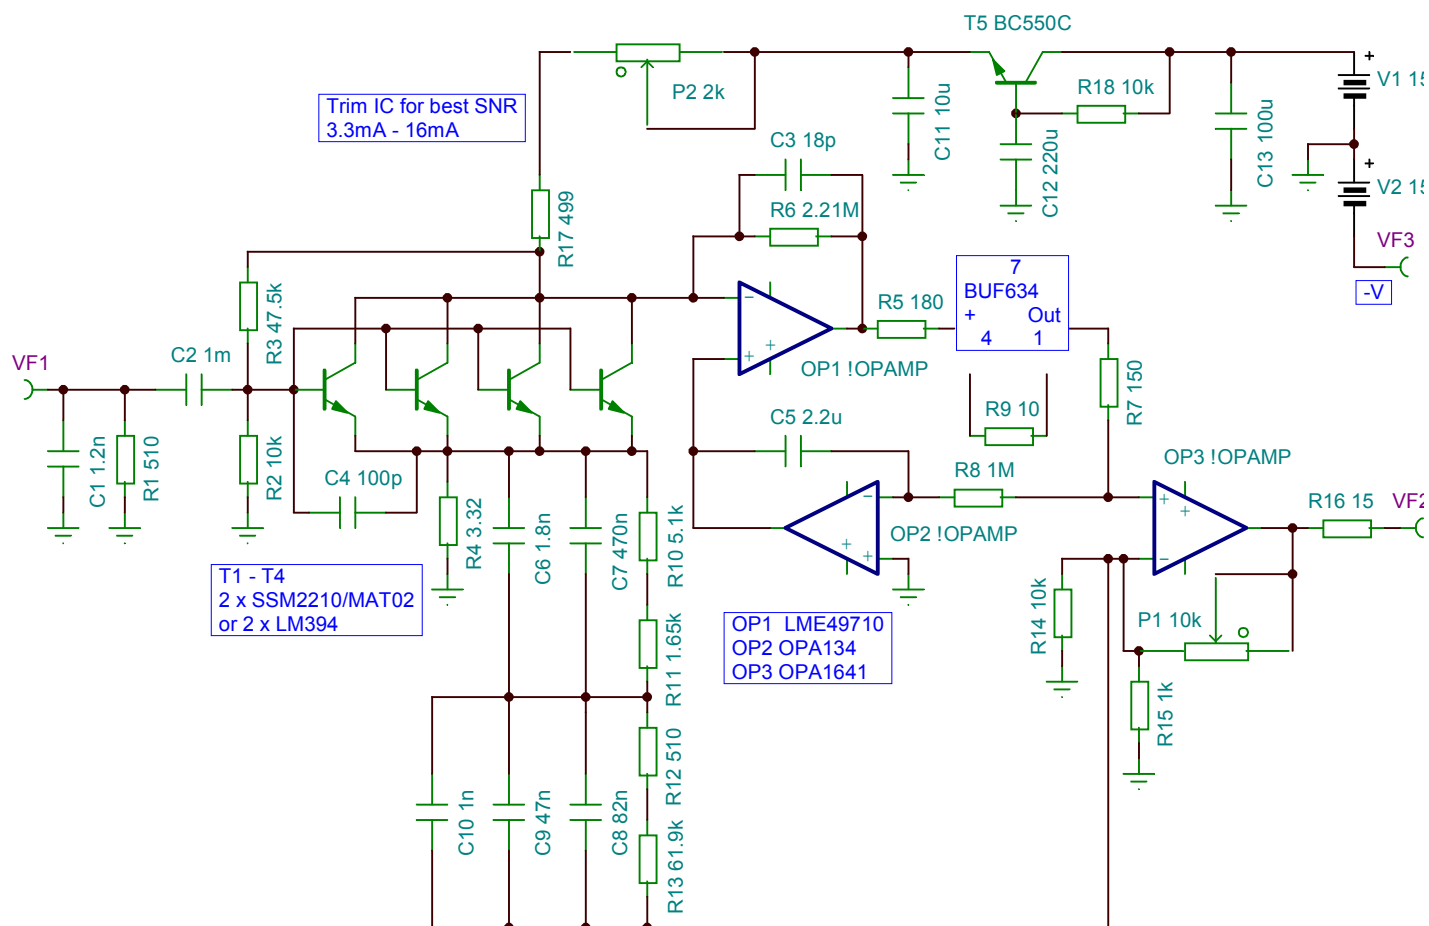 T5 BC550C
P2 2k
Trim IC for best SNR
3.3mA - 16mA
C11 10u
R18 10k
C12 220u
C13 100u
+
V1 15
+
V2 15
VF3
-V
C3 18p
R6 2.21M
R17 499
R3 47.5k
C2 1m
VF1
C1 1.2n
R1 510
R2 10k
C4 100p
R4 3.32
C6 1.8n
C7 470n
R10 5.1k
R11 1.65k
T1 - T4
2 x SSM2210/MAT02
or 2 x LM394
−
+
+
OP1 !OPAMP
R5 180
7
BUF634
+ Out
4 1
R9 10
R7 150
C5 2.2u
R8 1M
−
+
+
OP2 !OPAMP
OP3 !OPAMP
+
+
−
R16 15
VF2
R14 10k
P1 10k
R15 1k
OP1 LME49710
OP2 OPA134
OP3 OPA1641
C10 1n
C9 47n
C8 82n
R12 510
R13 61.9k